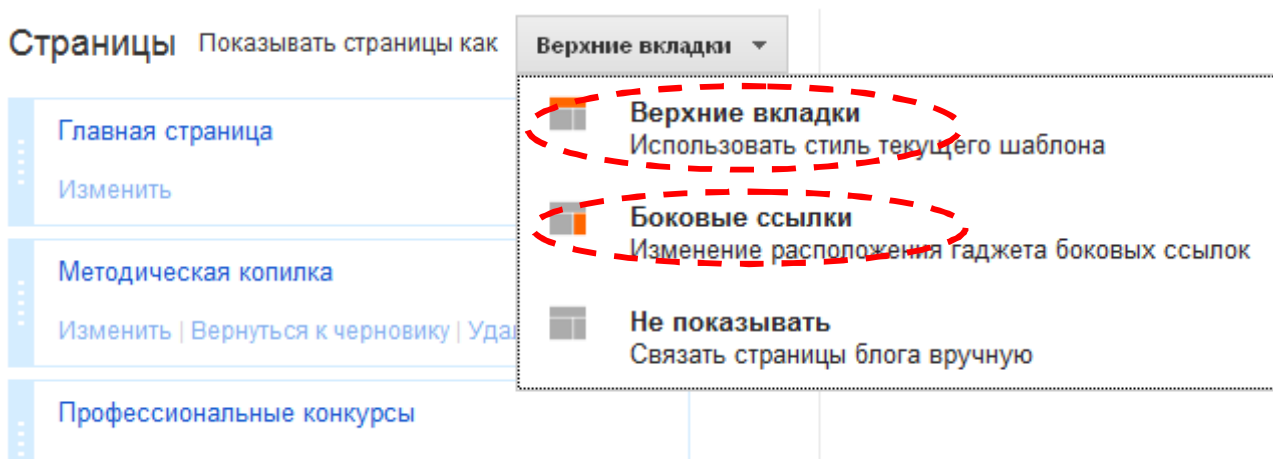 Страницы Показывать страницы как Верхние вкладки
Верхние вкладки
Использовать стиль текущего шаблона
Боковые ссылки
Изменение расположения гаджета боковых ссылок
Не показывать
Связать страницы блога вручную
Главная страница
Изменить
Методическая копилка
Изменить | Вернуться к черновику |
Профессиональные конкурсы